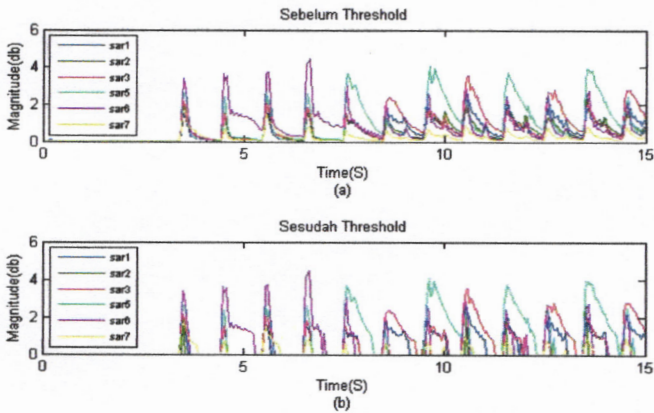 Sebelum Threshold
6
4
2
0
Magnitude(db)
sar1
sar2
sar3
sar5
sar6
sar7
0
5
10
15
Time(S)
(a)
Sesudah Threshold
6
4
2
0
Magnitude(db)
sar1
sar2
sar3
sar5
sar6
sar7
0
5
10
15
Time(S)
(b)